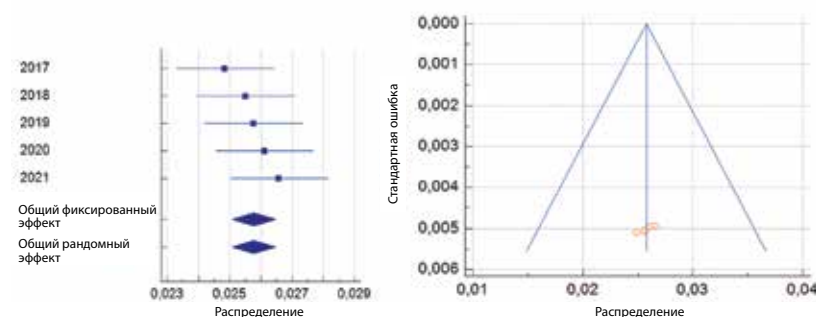 2017
2018
2019
2020
2021
Общий фиксированный
эффект
Общий рандомный
эффект
0,023 0,025 0,027 0,029
Распределение
Стандартная ошибка
0,000
0,001
0,002
0,003
0,004
0,005
0,006
0,01 0,02 0,03 0,04
Распределение